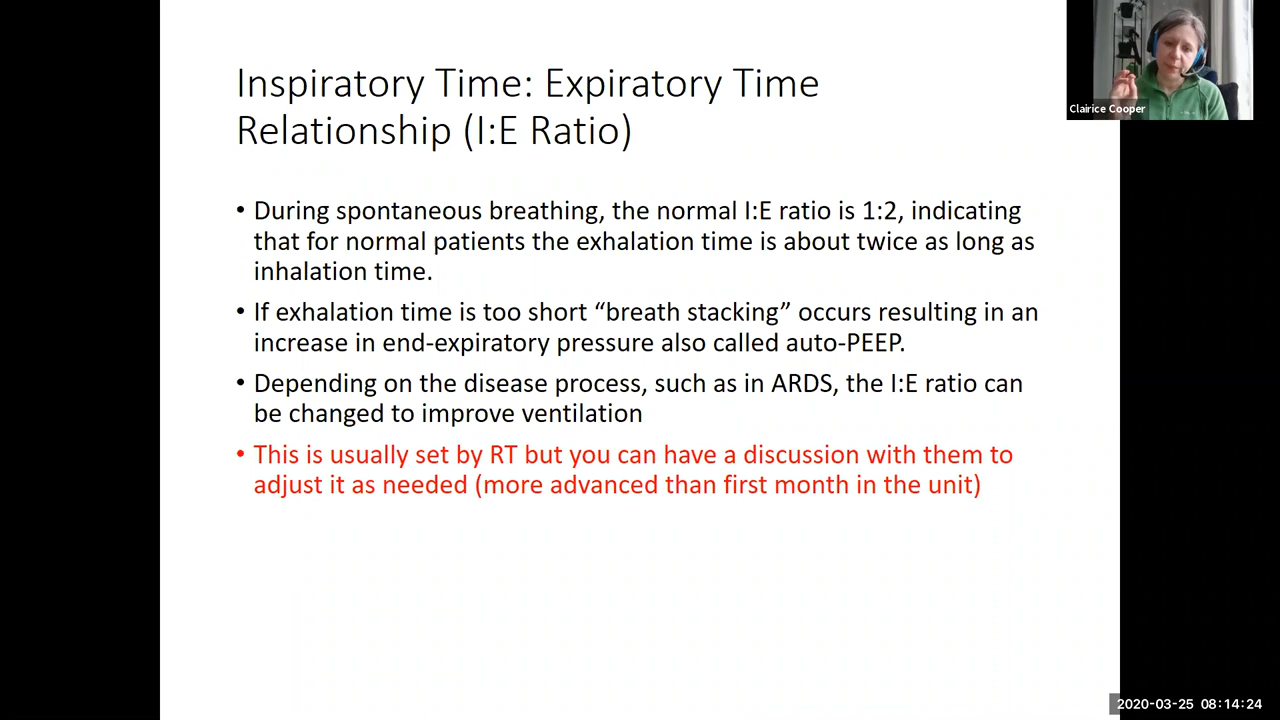 Inspiratory Time: Expiratory Time
Relationship (I:E Ratio)
• During spontaneous breathing, the normal I:E ratio is 1:2, indicating
that for normal patients the exhalation time is about twice as long as
inhalation time.
• If exhalation time is too short “breath stacking” occurs resulting in an
increase in end-expiratory pressure also called auto-PEEP.
• Depending on the disease process, such as in ARDS, the I:E ratio can
be changed to improve ventilation
• This is usually set by RT but you can have a discussion with them to
adjust it as needed (more advanced than first month in the unit)
Clairice Cooper
2020-03-25 08:14:24